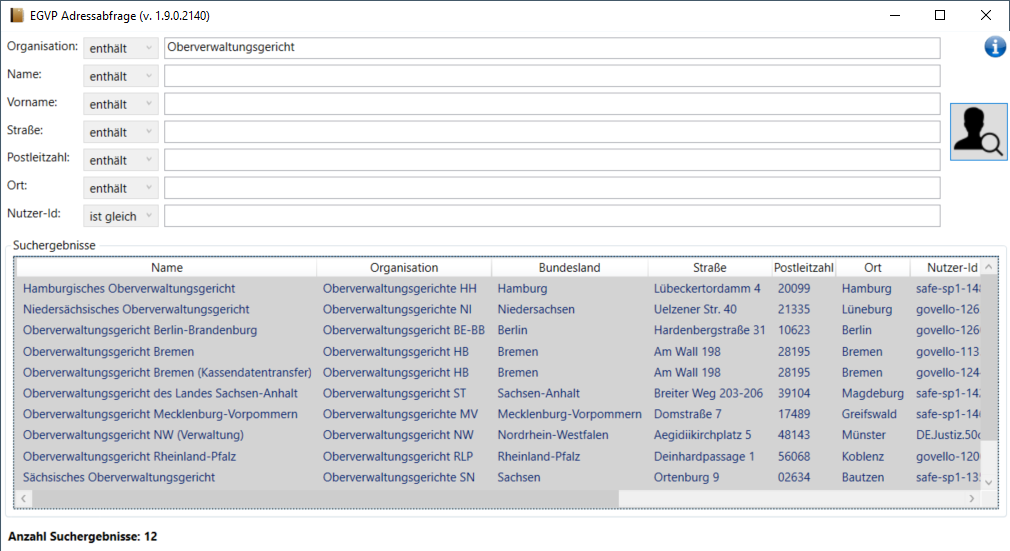 EGVP Adressabfrage (v. 1.9.0.2140)
Organisation: enthält Oberverwaltungsgericht
Name: enthält
Vorname: enthält
Straße: enthält
Postleitzahl: enthält
Ort: enthält
Nutzer-Id: ist gleich
Suchergebnisse
Name Organisation Bundesland Straße Postleitzahl Ort Nutzer-Id
Hamburgisches Oberverwaltungsgericht Oberverwaltungsgerichte HH Hamburg Lübeckertordamm 4 20099 Hamburg safe-sp1-148
Niedersächsisches Oberverwaltungsgericht Oberverwaltungsgerichte NI Niedersachsen Uelzener Str. 40 21335 Lüneburg govello-126
Oberverwaltungsgericht Berlin-Brandenburg Oberverwaltungsgericht BE-BB Berlin Hardenbergstraße 31 10623 Berlin govello-126
Oberverwaltungsgericht Bremen Oberverwaltungsgericht HB Bremen Am Wall 198 28195 Bremen govello-113
Oberverwaltungsgericht Bremen (Kassendatentransfer) Oberverwaltungsgericht HB Bremen Am Wall 198 28195 Bremen govello-124
Oberverwaltungsgericht des Landes Sachsen-Anhalt Oberverwaltungsgericht ST Sachsen-Anhalt Breiter Weg 203-206 39104 Magdeburg safe-sp1-14
Oberverwaltungsgericht Mecklenburg-Vorpommern Oberverwaltungsgerichte MV Mecklenburg-Vorpommern Domstraße 7 17489 Greifswald safe-sp1-14
Oberverwaltungsgericht NW (Verwaltung) Oberverwaltungsgerichte NW Nordrhein-Westfalen Aegidiikirchplatz 5 48143 Münster DE.Justiz.50
Oberverwaltungsgericht Rheinland-Pfalz Oberverwaltungsgerichte RLP Rheinland-Pfalz Deinhardpassage 1 56068 Koblenz govello-120
Sächsisches Oberverwaltungsgericht Oberverwaltungsgerichte SN Sachsen Ortenburg 9 02634 Bautzen safe-sp1-13
Anzahl Suchergebnisse: 12